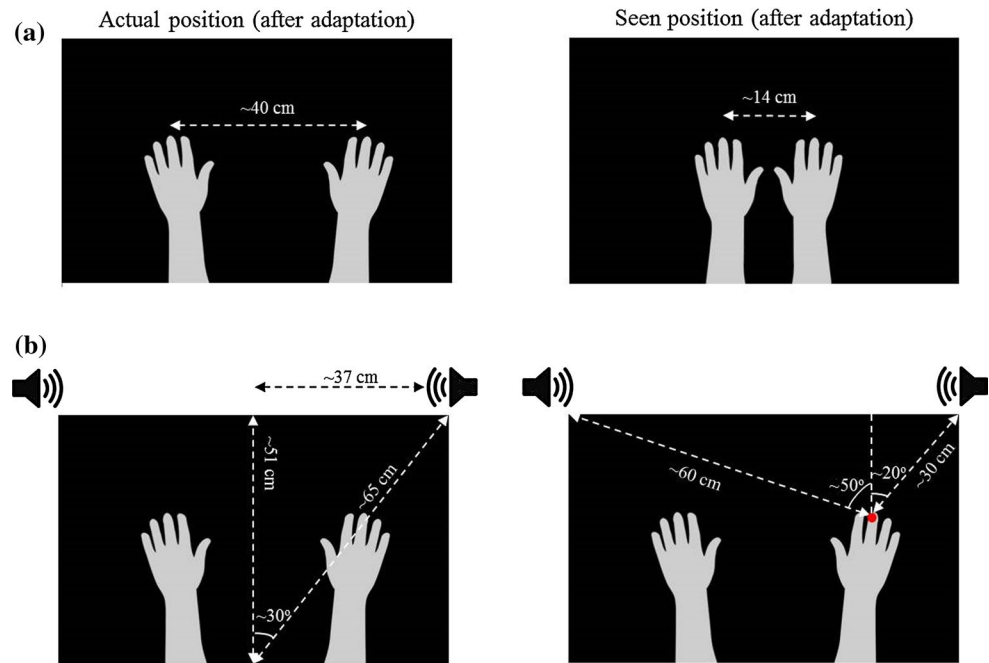 Actual position (after adaptation)
Seen position (after adaptation)
(a)
~40 cm
~14 cm
(b)
~37 cm
~51 cm
~65 cm
~30º
~60 cm
~50º
~20º
~30 cm